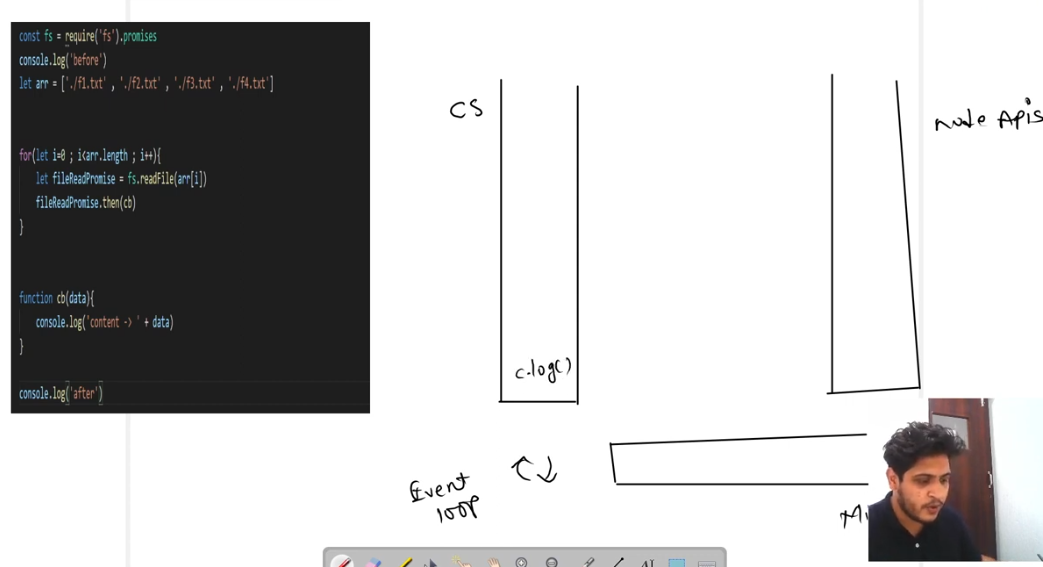 const fs = require('fs').promises
console.log('before')
let arr = ['./f1.txt' , './f2.txt' , './f3.txt' , './f4.txt']
for(let i=0 ; i<arr.length ; i++){
let fileReadPromise = fs.readFile(arr[i])
fileReadPromise.then(cb)
}
function cb(data){
console.log('content -> ' + data)
}
console.log('after')
CS
node Apis
c.log()
Event
loop
AI